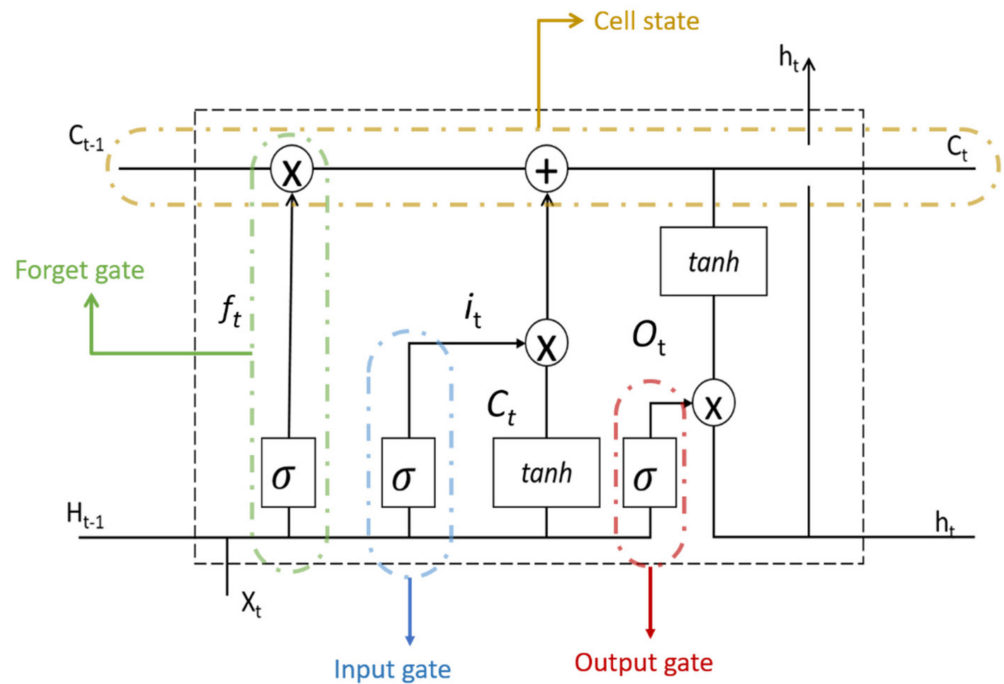 Cell state
h_t
C_t-1
C_t
X
+
tanh
Forget gate
f_t
i_t
O_t
X
C_t
X
σ
σ
tanh
σ
H_t-1
h_t
X_t
Input gate
Output gate